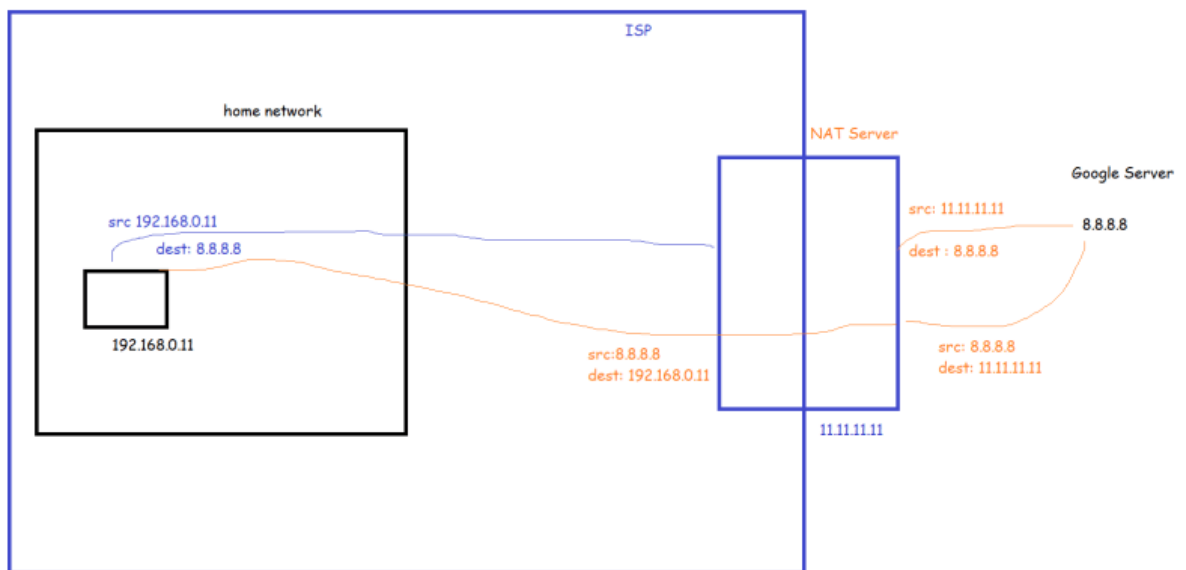 ISP
home network
NAT Server
Google Server
src 192.168.0.11
dest: 8.8.8.8
src: 11.11.11.11
dest : 8.8.8.8
8.8.8.8
192.168.0.11
src:8.8.8.8
dest: 192.168.0.11
src: 8.8.8.8
dest: 11.11.11.11
11.11.11.11